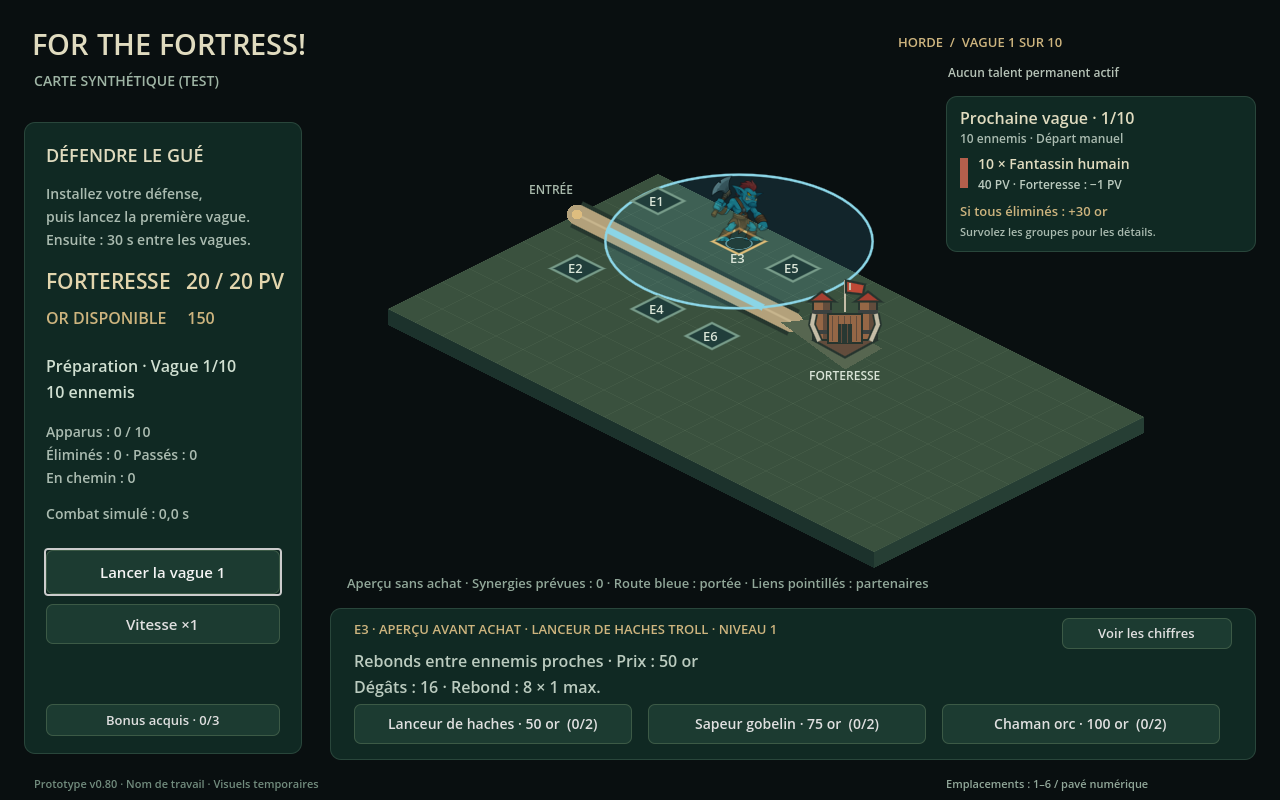 FOR THE FORTRESS!
CARTE SYNTHÉTIQUE (TEST)
HORDE / VAGUE 1 SUR 10
Aucun talent permanent actif
DÉFENDRE LE GUÉ
Installez votre défense,
puis lancez la première vague.
Ensuite : 30 s entre les vagues.
FORTERESSE 20 / 20 PV
OR DISPONIBLE 150
Préparation · Vague 1/10
10 ennemis
Apparus : 0 / 10
Éliminés : 0 · Passés : 0
En chemin : 0
Combat simulé : 0,0 s
Lancer la vague 1
Vitesse ×1
Bonus acquis · 0/3
Prochaine vague · 1/10
10 ennemis · Départ manuel
10 × Fantassin humain
40 PV · Forteresse : −1 PV
Si tous éliminés : +30 or
Survolez les groupes pour les détails.
ENTRÉE
E1
E2
E3
E5
E4
E6
FORTERESSE
Aperçu sans achat · Synergies prévues : 0 · Route bleue : portée · Liens pointillés : partenaires
E3 · APERÇU AVANT ACHAT · LANCEUR DE HACHES TROLL · NIVEAU 1
Voir les chiffres
Rebonds entre ennemis proches · Prix : 50 or
Dégâts : 16 · Rebond : 8 × 1 max.
Lanceur de haches · 50 or (0/2)
Sapeur gobelin · 75 or (0/2)
Chaman orc · 100 or (0/2)
Prototype v0.80 · Nom de travail · Visuels temporaires
Emplacements : 1–6 / pavé numérique